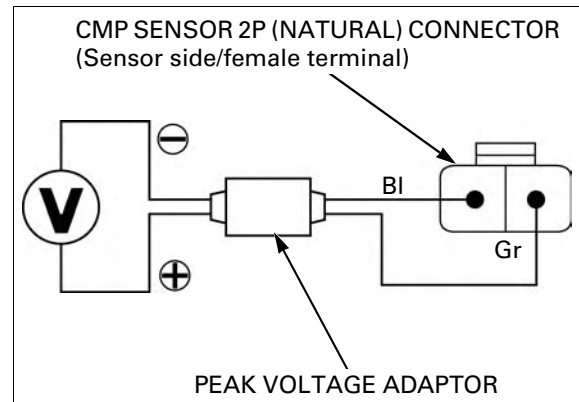 CMP SENSOR 2P (NATURAL) CONNECTOR
(Sensor side/female terminal)
⊖
Bl
V
Gr
⊕
PEAK VOLTAGE ADAPTOR